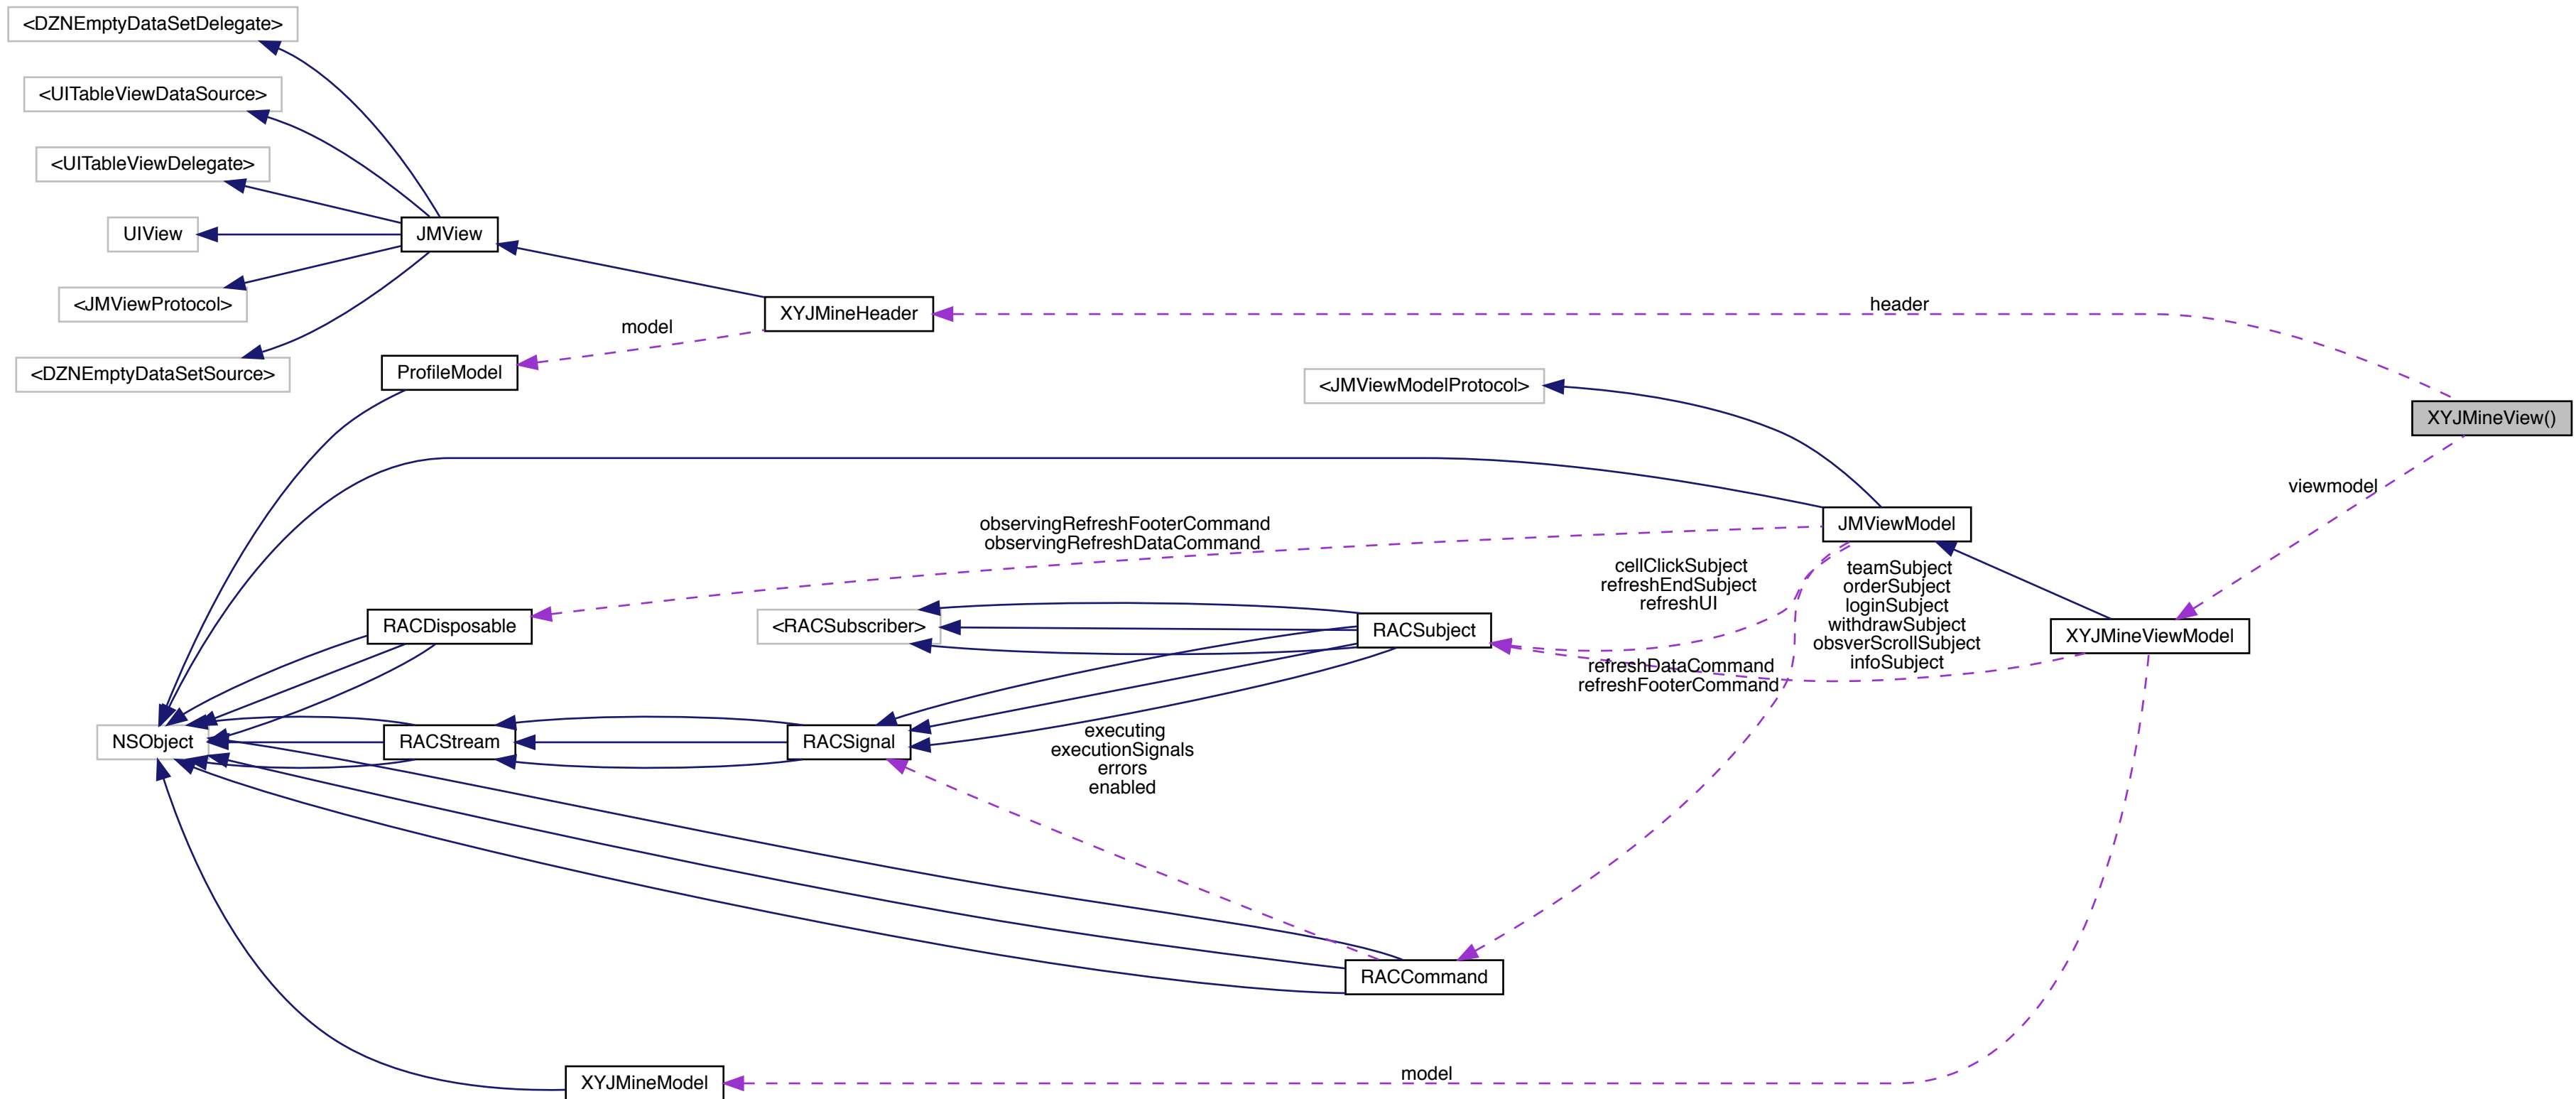 <DZNEmptyDataSetDelegate>
<UITableViewDataSource>
<UITableViewDelegate>
UIView
JMView
<JMViewProtocol>
header
XYJMineHeader
model
<DZNEmptyDataSetSource>
ProfileModel
<JMViewModelProtocol>
XYJMineView()
viewmodel
observingRefreshFooterCommand
observingRefreshDataCommand
JMViewModel
cellClickSubject
refreshEndSubject
refreshUI
teamSubject
orderSubject
loginSubject
withdrawSubject
obsverScrollSubject
infoSubject
RACDisposable
<RACSubscriber>
RACSubject
XYJMineViewModel
refreshDataCommand
refreshFooterCommand
NSObject
RACStream
RACSignal
executing
executionSignals
errors
enabled
RACCommand
XYJMineModel
model